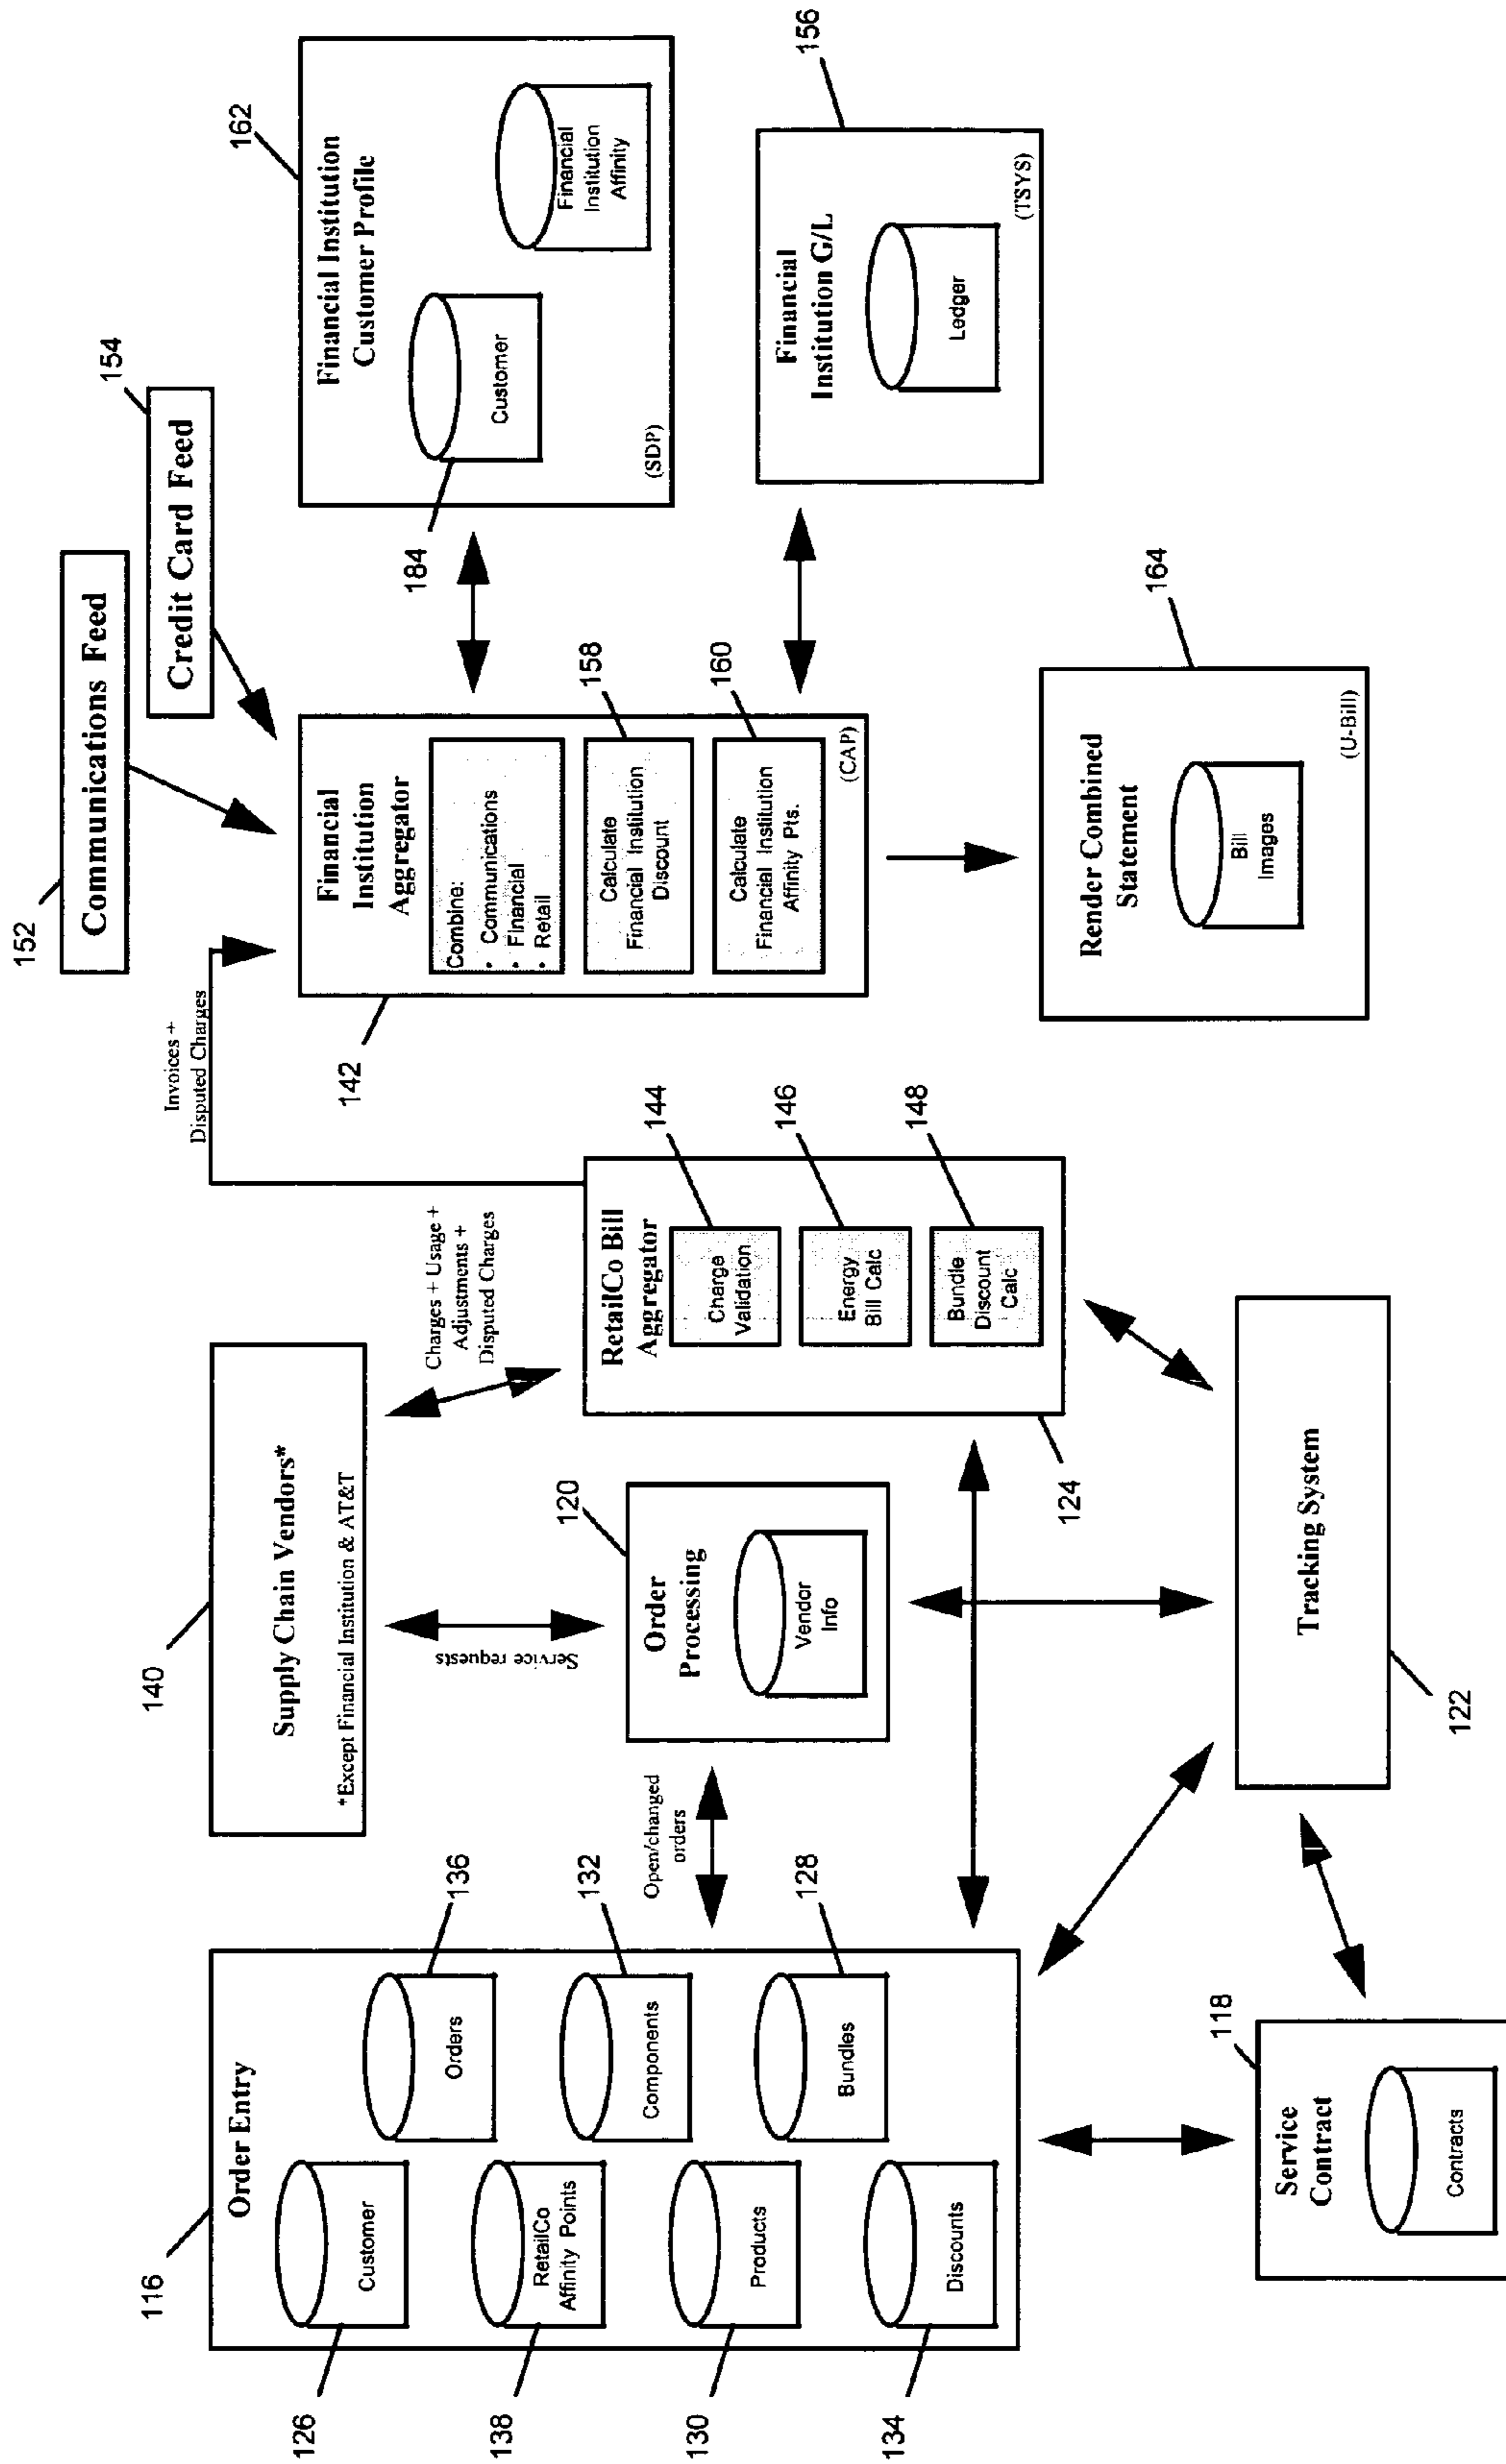 116
Order Entry
126
Customer
136
Orders
138
RetailCo
Affinity Points
132
Components
130
Products
128
Bundles
134
Discounts
118
Service
Contract
Contracts
140
Supply Chain Vendors*
*Except Financial Institution & AT&T
Service requests
Open/changed
orders
120
Order
Processing
Vendor
Info
Charges + Usage +
Adjustments +
Disputed Charges
RetailCo Bill
Aggregator
144
Charge
Validation
146
Energy
Bill Calc
148
Bundle
Discount
Calc
124
Tracking System
122
Invoices +
Disputed Charges
152
Communications Feed
154
Credit Card Feed
142
Financial
Institution
Aggregator
Combine:
• Communications
• Financial
• Retail
158
Calculate
Financial Institution
Discount
160
Calculate
Financial Institution
Affinity Pts.
(CAP)
162
Financial Institution
Customer Profile
184
Customer
Financial
Institution
Affinity
(SDP)
156
Financial
Institution G/L
Ledger
(TSYS)
164
Render Combined
Statement
Bill
Images
(U-Bill)